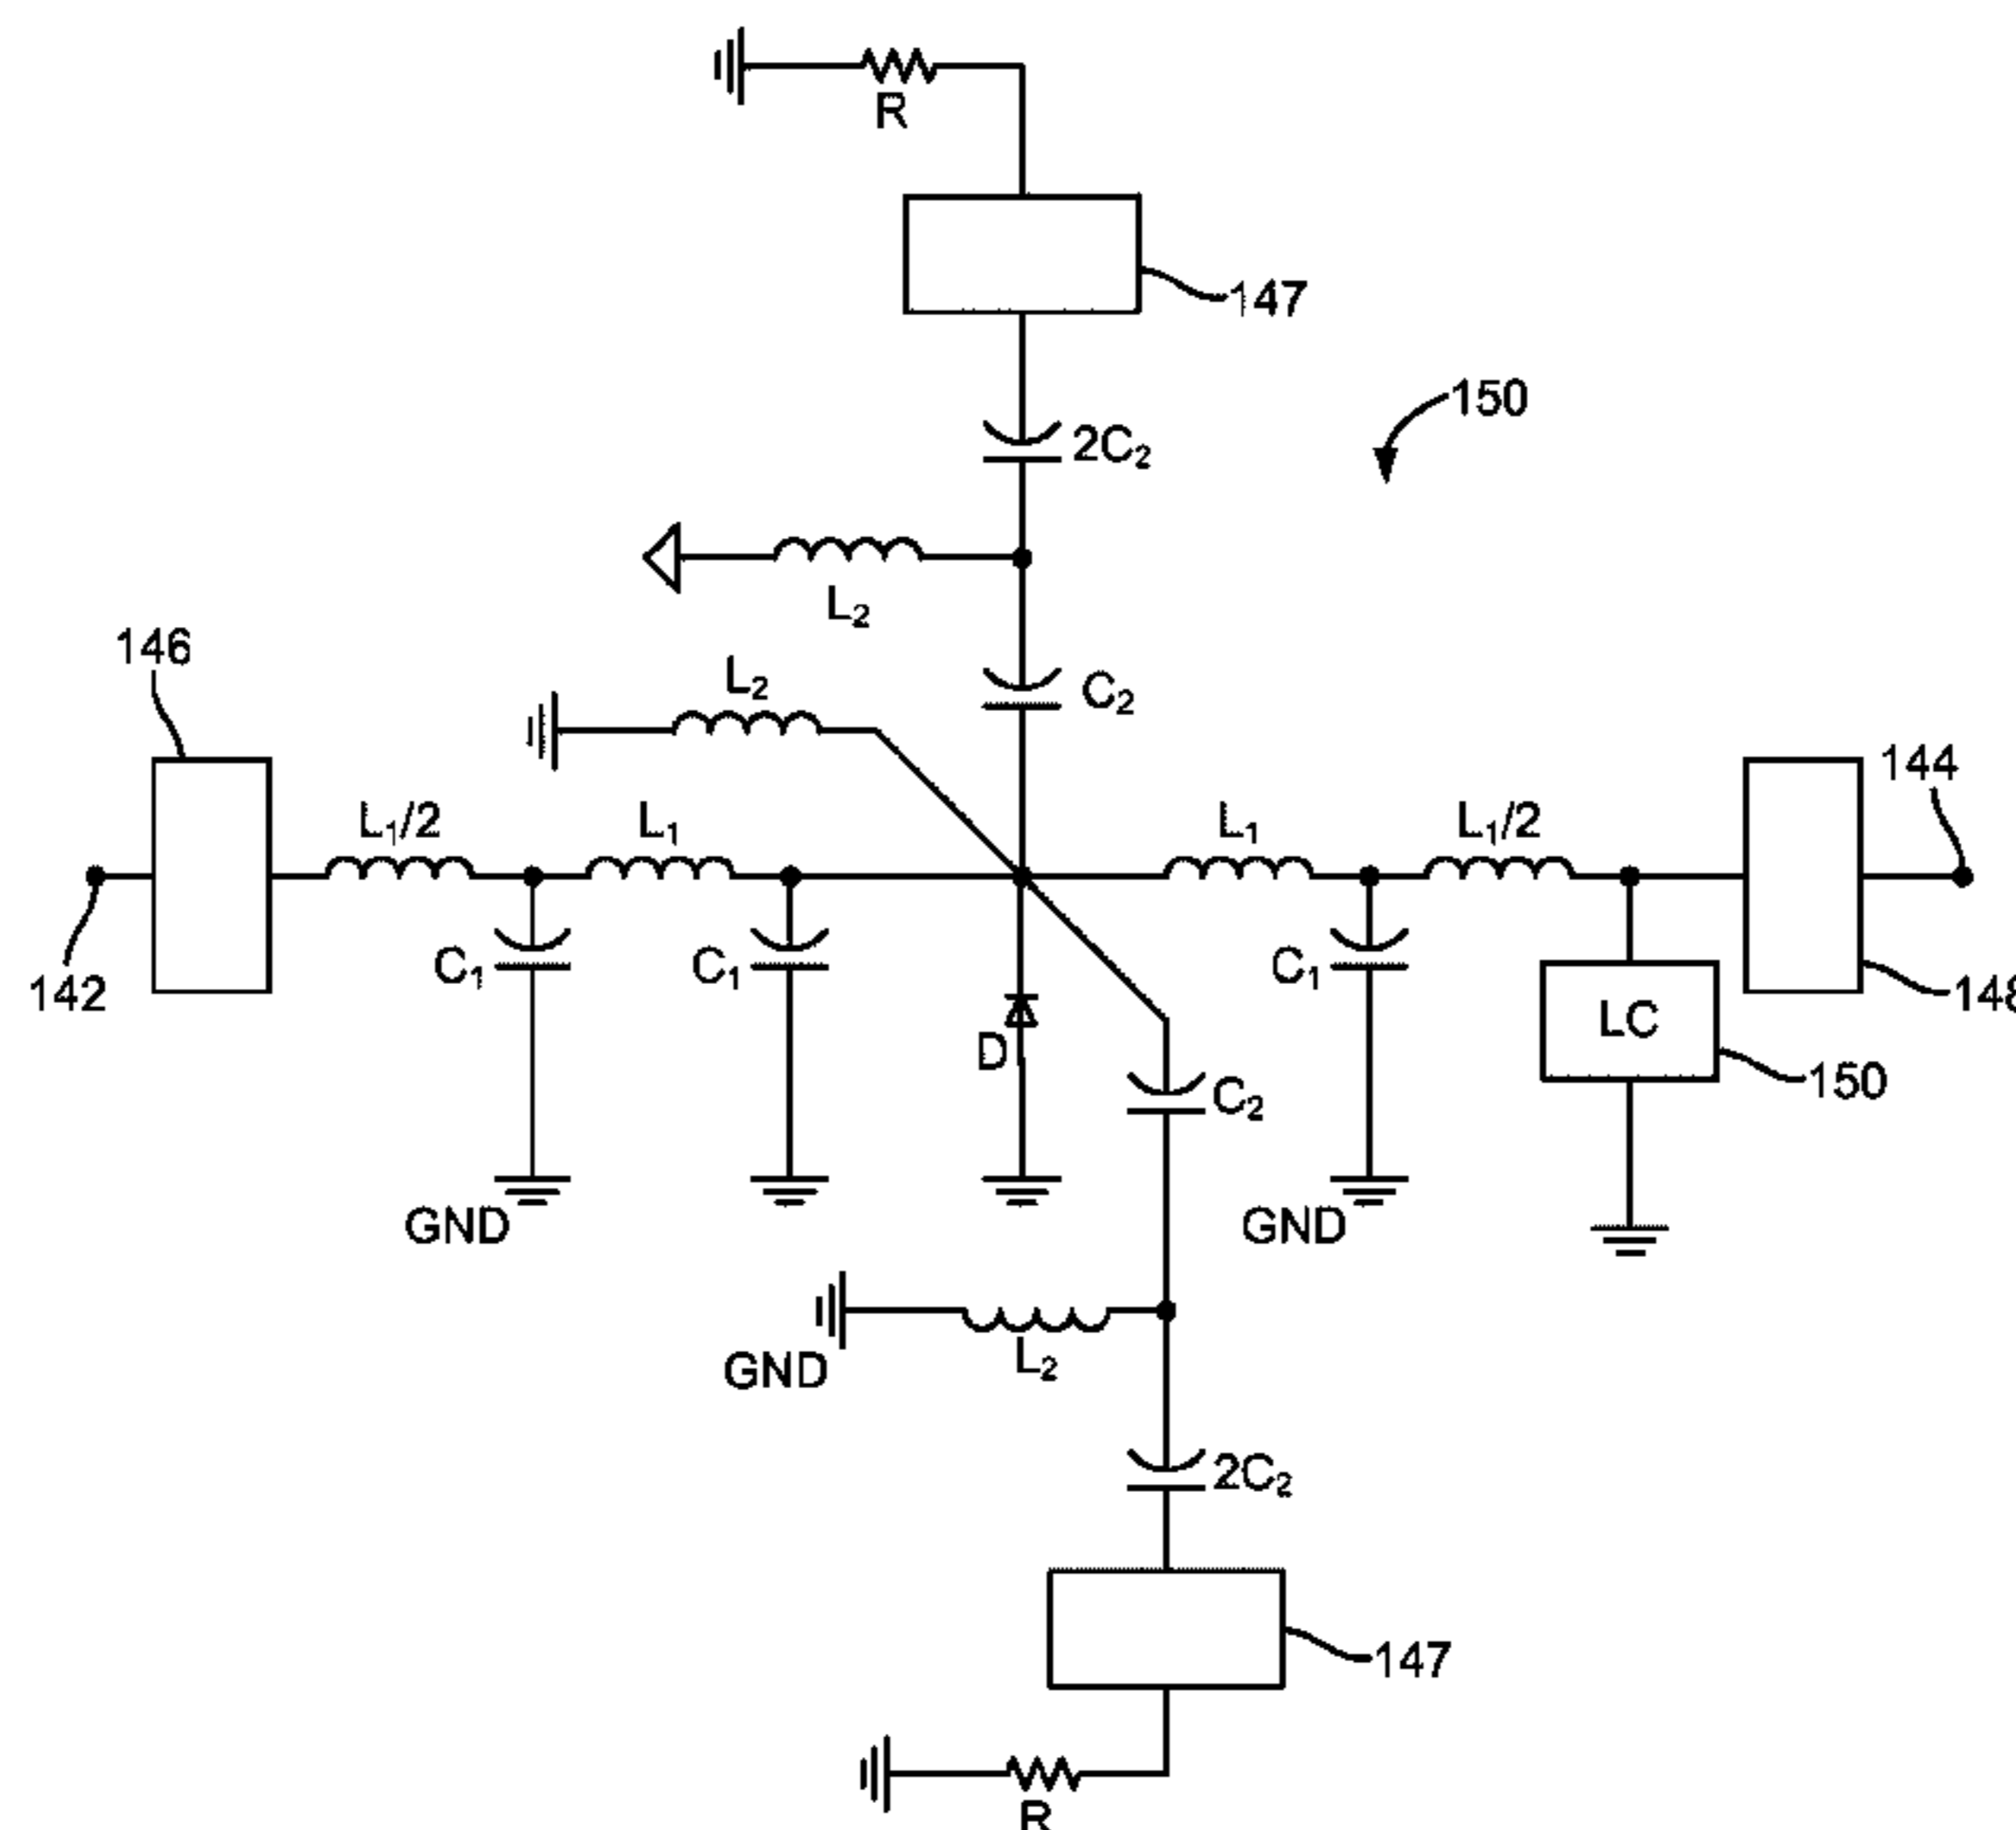 R
147
150
2C₂
L₂
146
L₂
C₂
144
L₁/2
L₁
L₁
L₁/2
C₁
C₁
C₁
142
148
LC
D
150
C₂
GND
GND
L₂
GND
2C₂
147
R